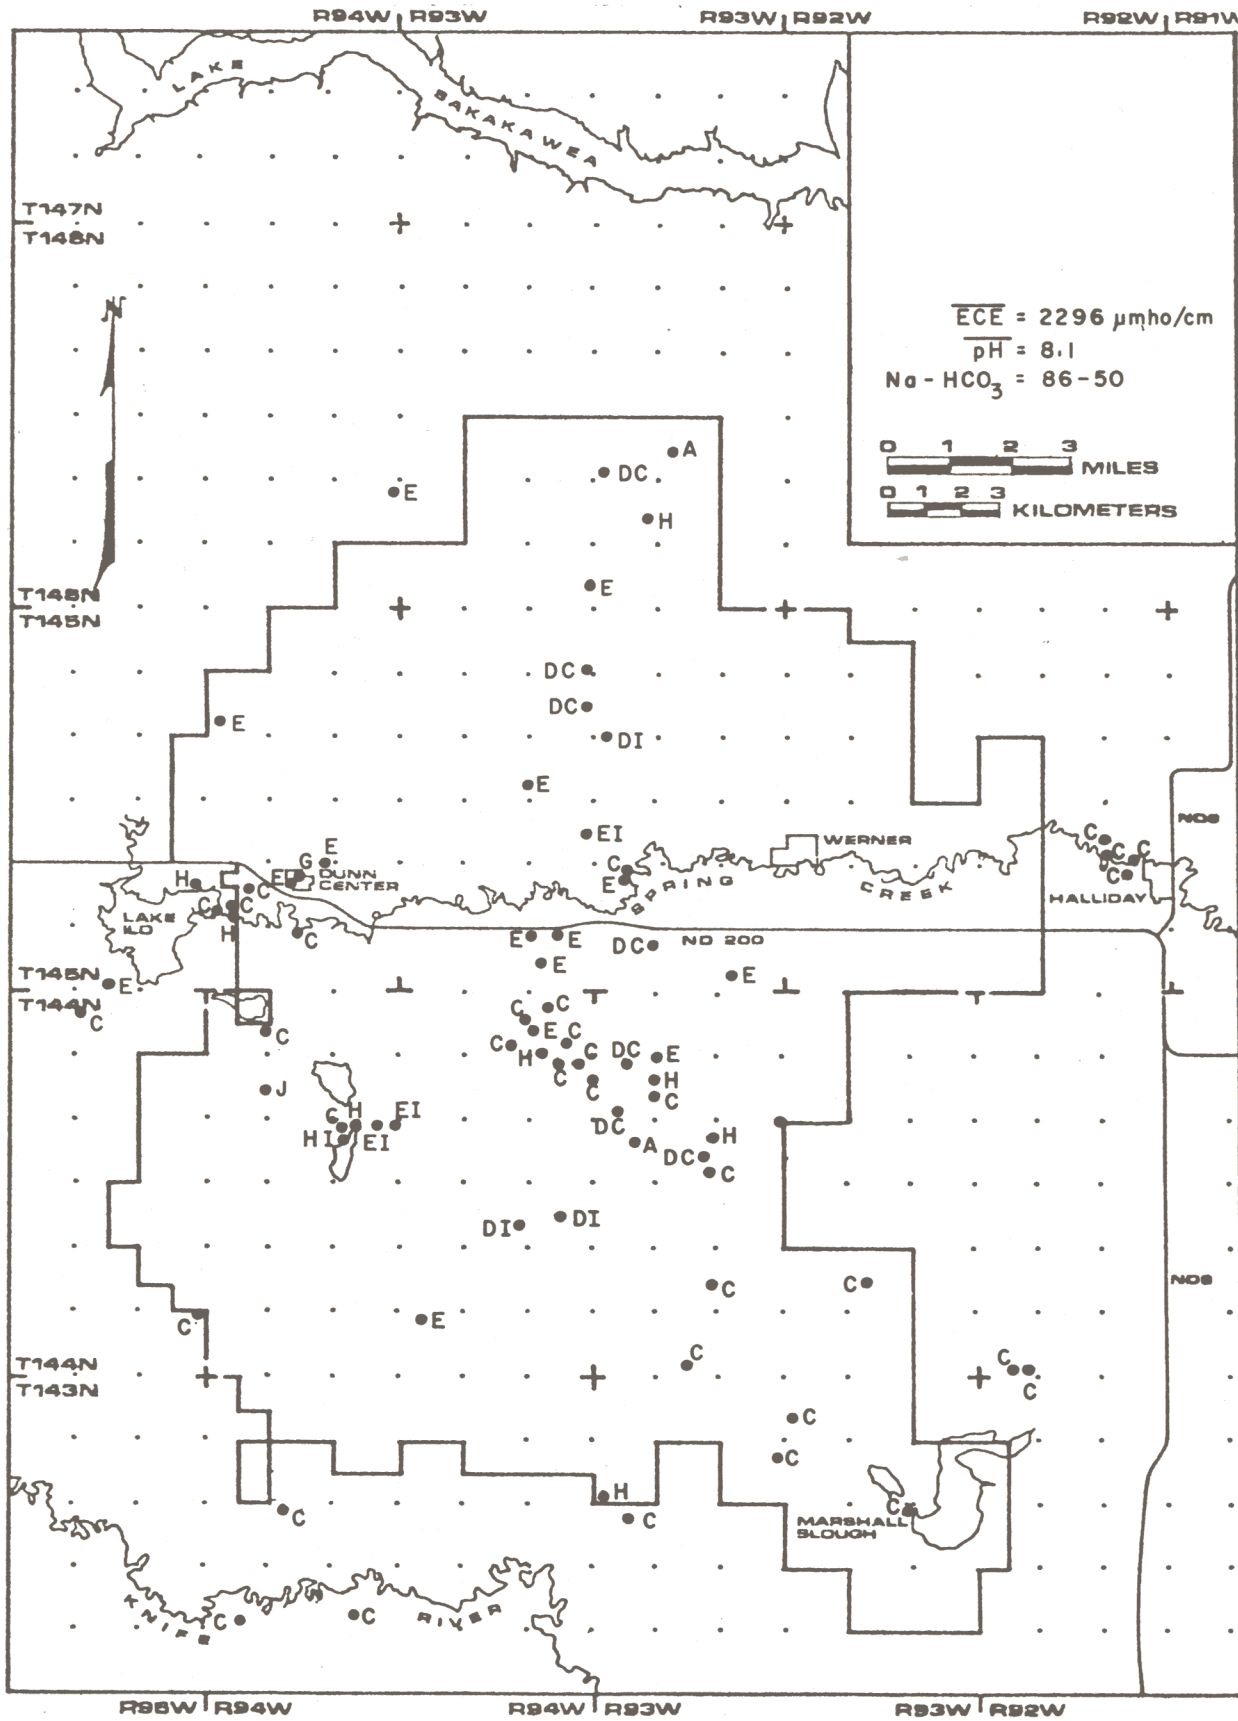 R94W R93W
R93W R92W
R92W R91W
LAKE
SAKAKAWEA
T147N
T146N
N
ECE = 2296 µmho/cm
pH = 8.1
Na-HCO3 = 86-50
0 1 2 3
MILES
0 1 2 3
KILOMETERS
A
DC
E
H
E
T146N
T145N
DC
DC
E
DI
E
EI
WERNER
ND8
C
C
C
C
E
G
E
DUNN
CENTER
C
E
SPRING
CREEK
H
C
C
C
H
LAKE
ILO
C
HALLIDAY
ND 200
E
E
DC
E
E
T145N
T144N
E
C
C
C
C
E
C
C
H
C
DC
E
C
C
H
C
J
C
H
EI
HI
EI
DC
A
H
DC
C
DI
DI
C
C
ND8
C
E
C
T144N
T143N
C
C
C
C
H
C
C
C
MARSHALL
SLOUGH
KNIFE
RIVER
C
C
R95W R94W
R94W R93W
R93W R92W